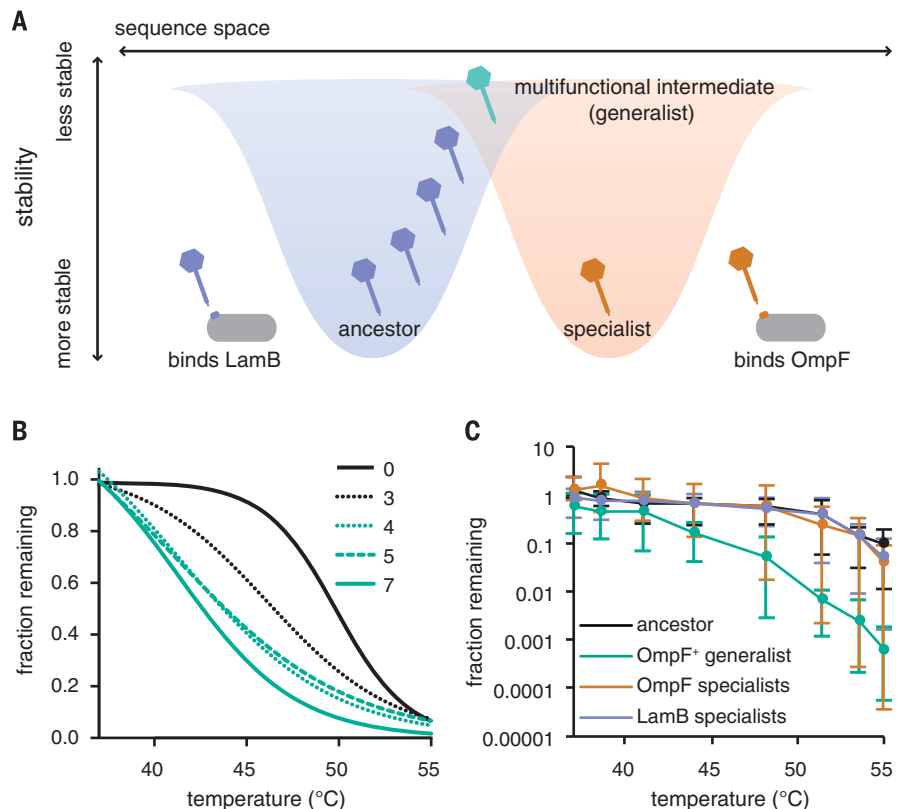 A
sequence space
less stable
stability
more stable
multifunctional intermediate
(generalist)
ancestor
specialist
binds LamB
binds OmpF
B
fraction remaining
1.0
0.8
0.6
0.4
0.2
0.0
40
45
50
55
temperature (°C)
0
3
4
5
7
C
fraction remaining
10
1
0.1
0.01
0.001
0.0001
0.00001
ancestor
OmpF⁺ generalist
OmpF specialists
LamB specialists
40
45
50
55
temperature (°C)